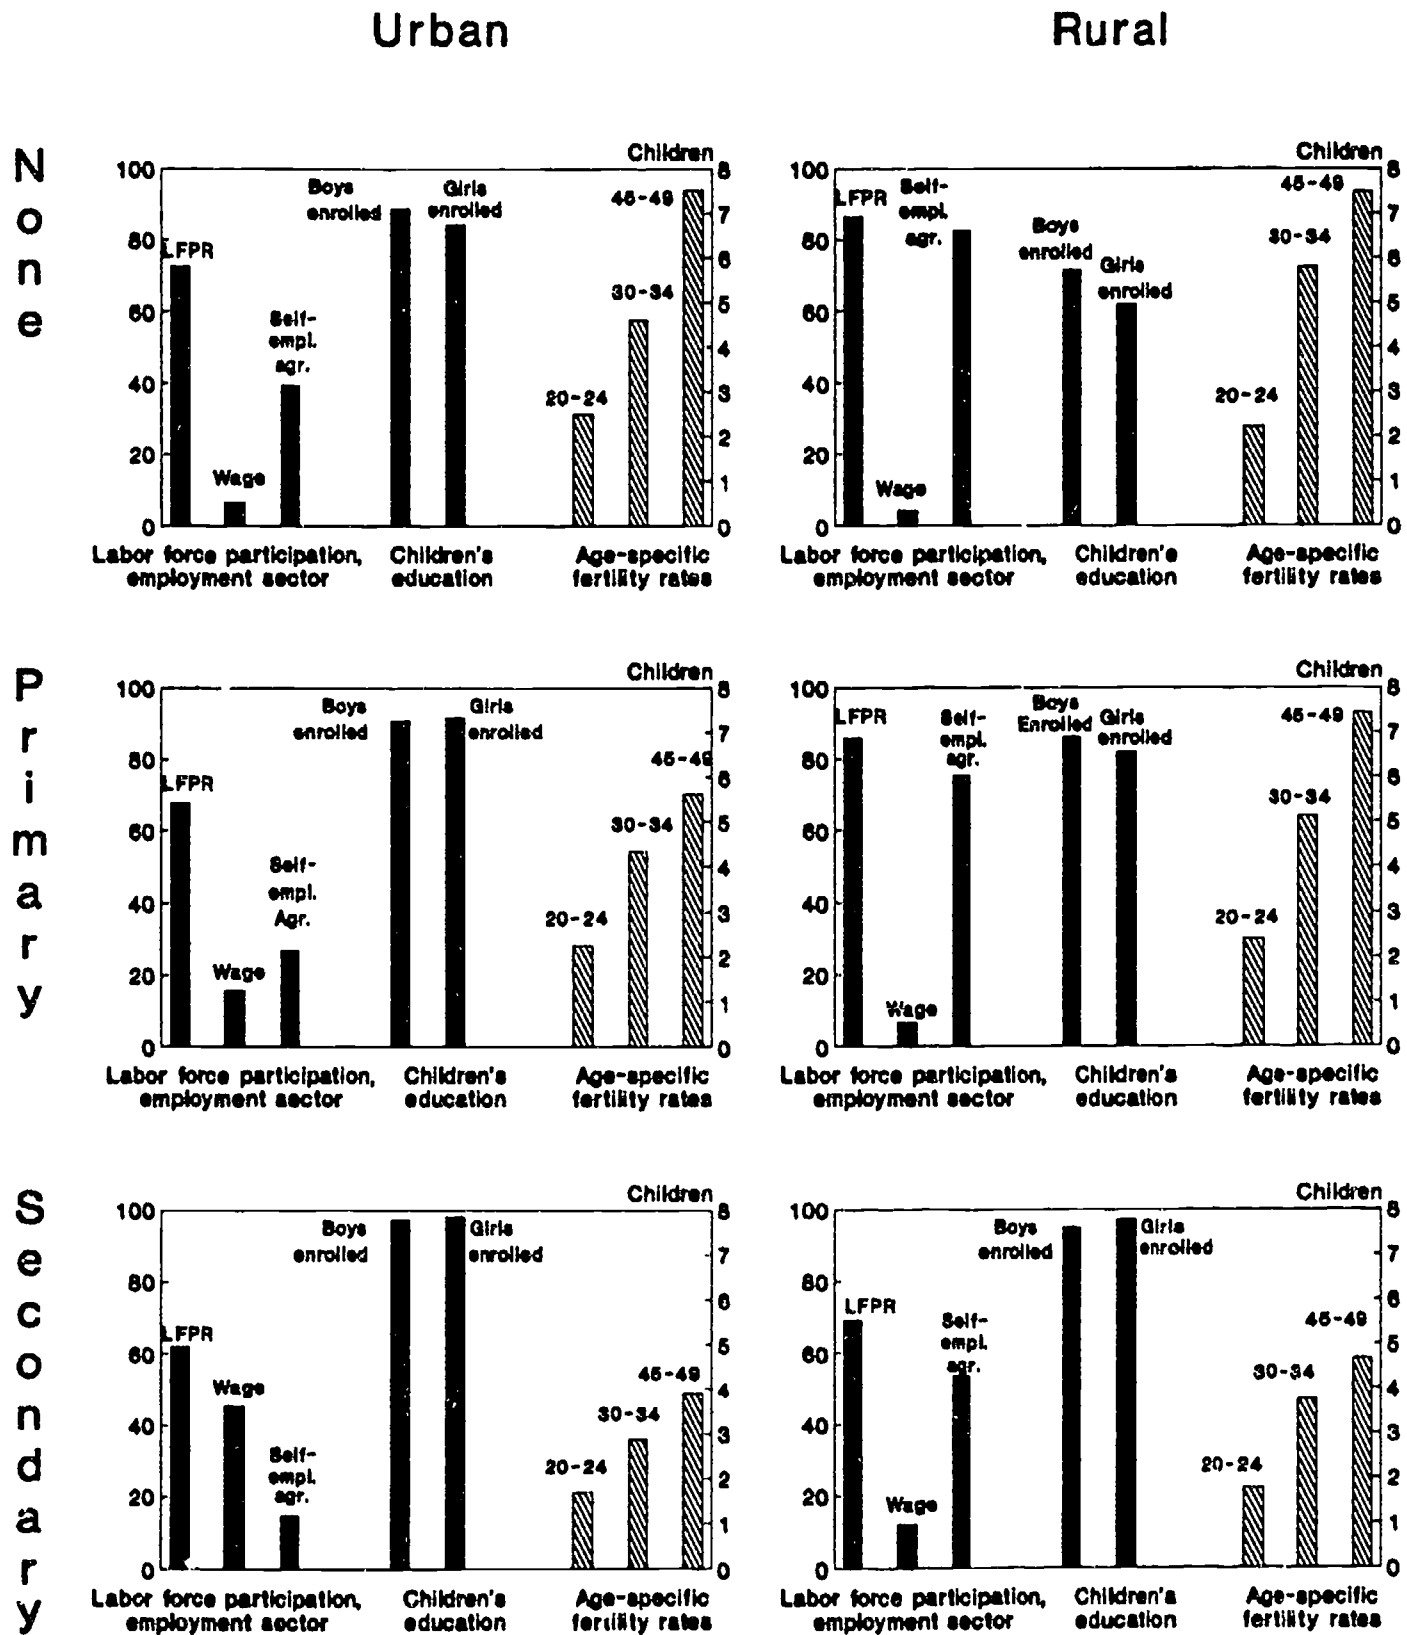 Urban
Rural
None
Children
100
80
60
40
20
0
LFPR
Wage
Self-
empl.
agr.
Boys
enrolled
Girls
enrolled
20-24
30-34
45-49
8
7
6
5
4
3
2
1
0
Labor force participation,
employment sector
Children's
education
Age-specific
fertility rates
Children
100
80
60
40
20
0
LFPR
Wage
Self-
empl.
agr.
Boys
enrolled
Girls
enrolled
20-24
30-34
45-49
8
7
6
5
4
3
2
1
0
Labor force participation,
employment sector
Children's
education
Age-specific
fertility rates
Primary
Children
100
80
60
40
20
0
LFPR
Wage
Self-
empl.
Agr.
Boys
enrolled
Girls
enrolled
20-24
30-34
45-49
8
7
6
5
4
3
2
1
0
Labor force participation,
employment sector
Children's
education
Age-specific
fertility rates
Children
100
80
60
40
20
0
LFPR
Wage
Self-
empl.
agr.
Boys
Enrolled
Girls
enrolled
20-24
30-34
45-49
8
7
6
5
4
3
2
1
0
Labor force participation,
employment sector
Children's
education
Age-specific
fertility rates
Secondary
Children
100
80
60
40
20
0
LFPR
Wage
Self-
empl.
agr.
Boys
enrolled
Girls
enrolled
20-24
30-34
45-49
8
7
6
5
4
3
2
1
0
Labor force participation,
employment sector
Children's
education
Age-specific
fertility rates
Children
100
80
60
40
20
0
LFPR
Wage
Self-
empl.
agr.
Boys
enrolled
Girls
enrolled
20-24
30-34
45-49
8
7
6
5
4
3
2
1
0
Labor force participation,
employment sector
Children's
education
Age-specific
fertility rates